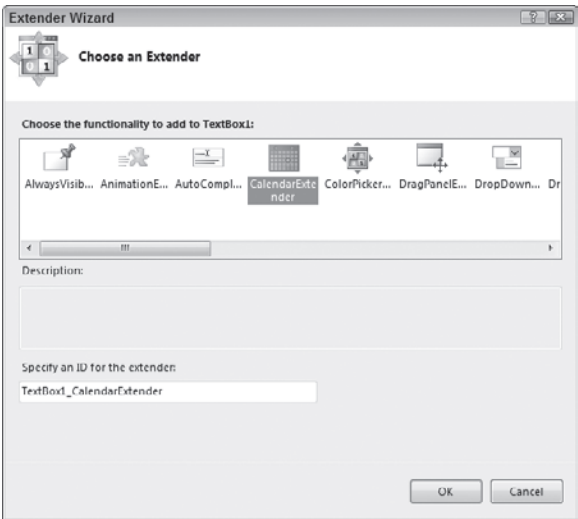 Extender Wizard
Choose an Extender
Choose the functionality to add to TextBox1:
AlwaysVisib... AnimationE... AutoCompl... CalendarExte ColorPicker... DragPanelE... DropDown... Dr
nder
Description:
Specify an ID for the extender:
TextBox1_CalendarExtender
OK Cancel